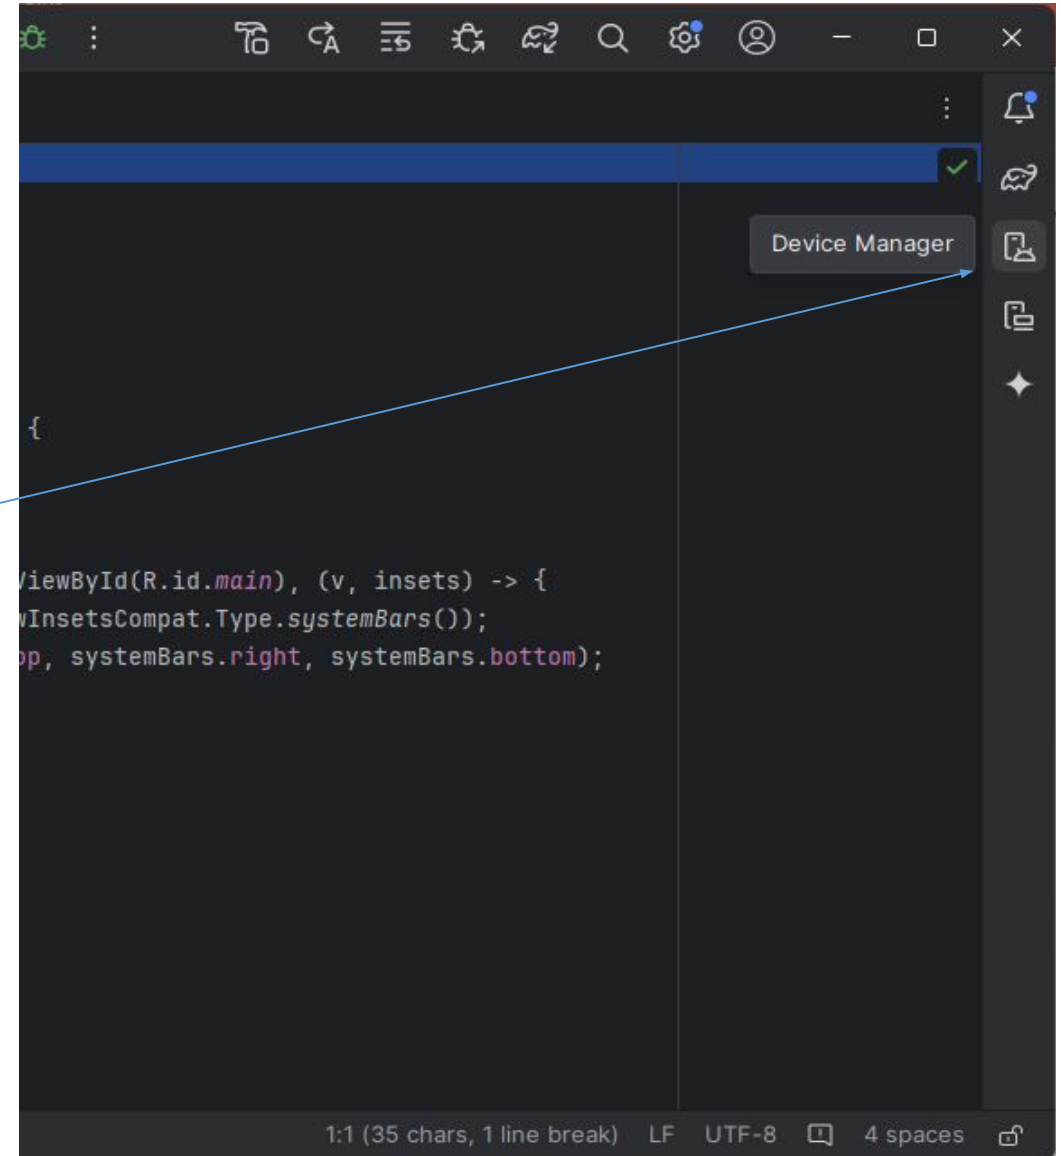 Device Manager
{
ViewById(R.id.main), (v, insets) -> {
wInsetsCompat.Type.systemBars());
op, systemBars.right, systemBars.bottom);
1:1 (35 chars, 1 line break) LF UTF-8 4 spaces